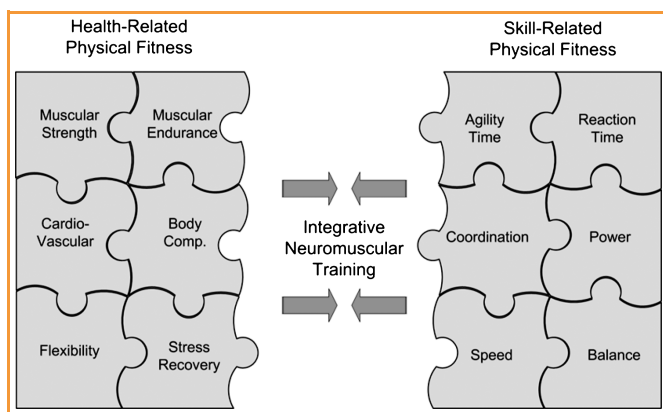 Health-Related
Physical Fitness
Skill-Related
Physical Fitness
Muscular
Strength
Muscular
Endurance
Agility
Time
Reaction
Time
Cardio-
Vascular
Body
Comp.
Integrative
Neuromuscular
Training
Coordination
Power
Flexibility
Stress
Recovery
Speed
Balance